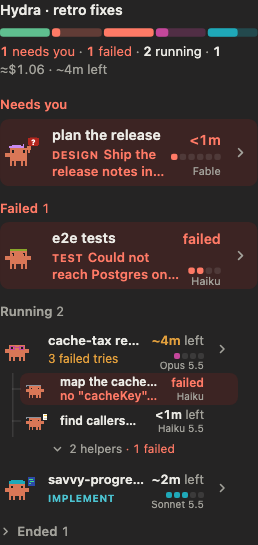 Hydra · retro fixes
1 needs you · 1 failed · 2 running · 1
≈$1.06 · ~4m left
Needs you
plan the release
<1m
DESIGN Ship the
release notes in...
Fable
Failed 1
e2e tests
failed
TEST Could not
reach Postgres on...
Haiku
Running 2
cache-tax re...
~4m left
3 failed tries
Opus 5.5
map the cache...
failed
no "cacheKey"...
Haiku
find callers...
<1m left
Haiku 5.5
2 helpers · 1 failed
savvy-progre...
~2m left
IMPLEMENT
Sonnet 5.5
Ended 1